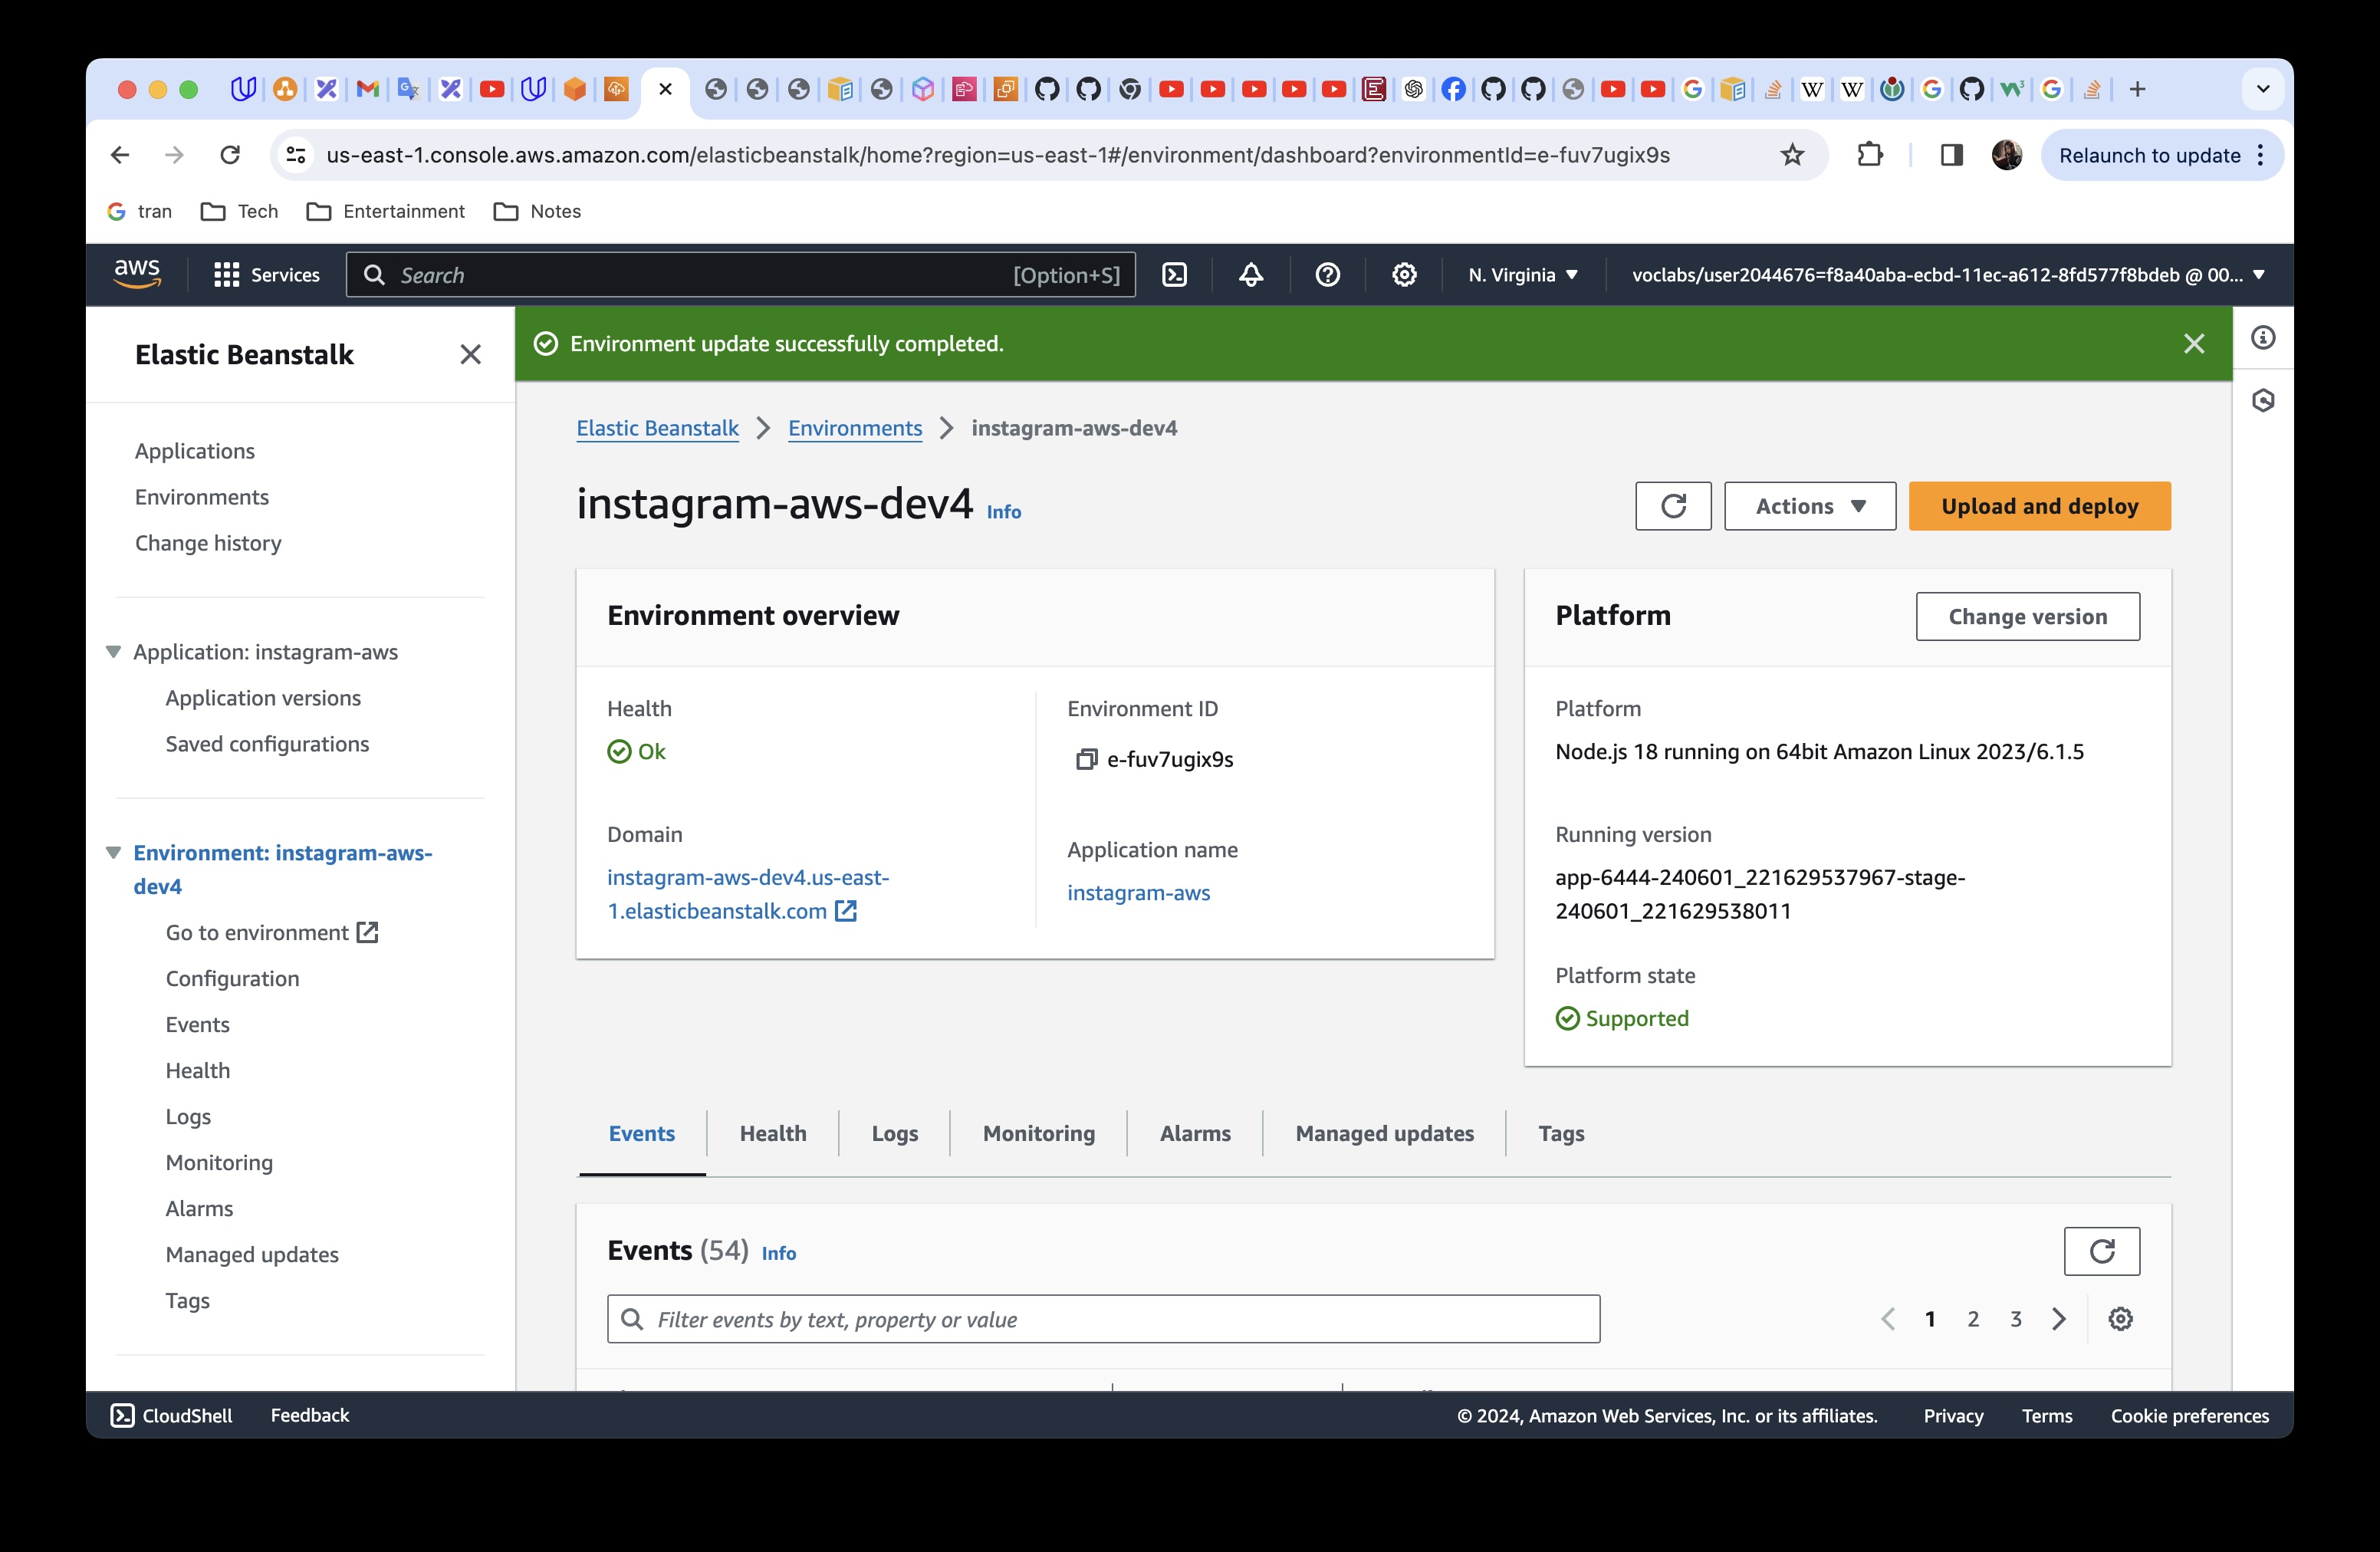 us-east-1.console.aws.amazon.com/elasticbeanstalk/home?region=us-east-1#/environment/dashboard?environmentId=e-fuv7ugix9s
Relaunch to update
tran
Tech
Entertainment
Notes
aws
Services
Search
[Option+S]
N. Virginia
voclabs/user2044676=f8a40aba-ecbd-11ec-a612-8fd577f8bdeb @ 00...
Elastic Beanstalk
Applications
Environments
Change history
Application: instagram-aws
Application versions
Saved configurations
Environment: instagram-aws-
dev4
Go to environment
Configuration
Events
Health
Logs
Monitoring
Alarms
Managed updates
Tags
Environment update successfully completed.
Elastic Beanstalk > Environments > instagram-aws-dev4
instagram-aws-dev4 Info
Actions
Upload and deploy
Environment overview
Health
Ok
Domain
instagram-aws-dev4.us-east-
1.elasticbeanstalk.com
Environment ID
e-fuv7ugix9s
Application name
instagram-aws
Platform
Change version
Platform
Node.js 18 running on 64bit Amazon Linux 2023/6.1.5
Running version
app-6444-240601_221629537967-stage-
240601_221629538011
Platform state
Supported
Events
Health
Logs
Monitoring
Alarms
Managed updates
Tags
Events (54) Info
Filter events by text, property or value
1 2 3
CloudShell
Feedback
© 2024, Amazon Web Services, Inc. or its affiliates.
Privacy
Terms
Cookie preferences